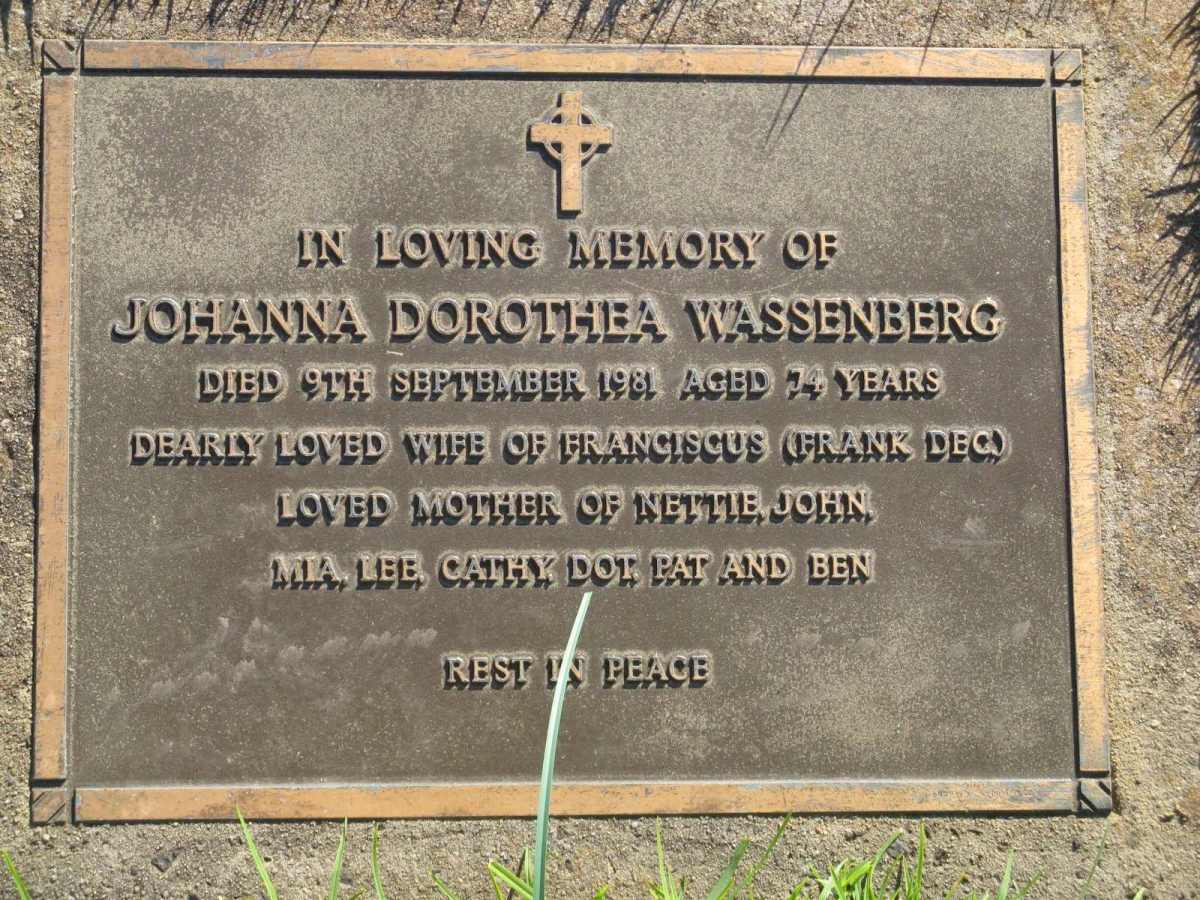 IN LOVING MEMORY OF
JOHANNA DOROTHEA WASSENBERG
DIED 9TH SEPTEMBER 1981 AGED 74 YEARS
DEARLY LOVED WIFE OF FRANCISCUS (FRANK DEC.)
LOVED MOTHER OF NETTIE, JOHN,
MIA, LEE, CATHY, DOT, PAT AND BEN
REST IN PEACE